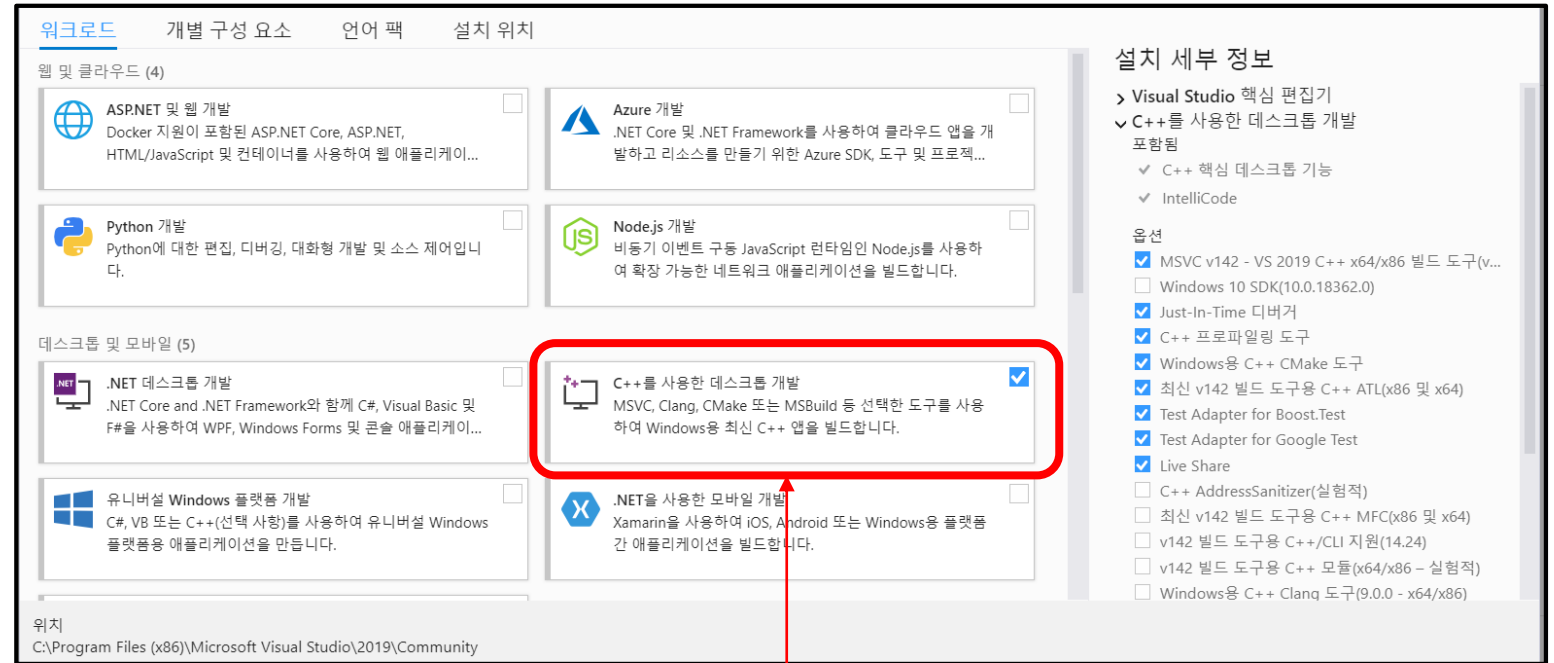 워크로드 개별 구성 요소 언어 팩 설치 위치
웹 및 클라우드 (4)
ASP.NET 및 웹 개발
Docker 지원이 포함된 ASP.NET Core, ASP.NET,
HTML/JavaScript 및 컨테이너를 사용하여 웹 애플리케이...
Azure 개발
.NET Core 및 .NET Framework를 사용하여 클라우드 앱을 개
발하고 리소스를 만들기 위한 Azure SDK, 도구 및 프로젝...
Python 개발
Python에 대한 편집, 디버깅, 대화형 개발 및 소스 제어입니
다.
Node.js 개발
비동기 이벤트 구동 JavaScript 런타임인 Node.js를 사용하
여 확장 가능한 네트워크 애플리케이션을 빌드합니다.
데스크톱 및 모바일 (5)
.NET
.NET 데스크톱 개발
.NET Core and .NET Framework와 함께 C#, Visual Basic 및
F#을 사용하여 WPF, Windows Forms 및 콘솔 애플리케이...
C++를 사용한 데스크톱 개발
MSVC, Clang, CMake 또는 MSBuild 등 선택한 도구를 사용
하여 Windows용 최신 C++ 앱을 빌드합니다.
유니버설 Windows 플랫폼 개발
C#, VB 또는 C++(선택 사항)를 사용하여 유니버설 Windows
플랫폼용 애플리케이션을 만듭니다.
.NET을 사용한 모바일 개발
Xamarin을 사용하여 iOS, Android 또는 Windows용 플랫폼
간 애플리케이션을 빌드합니다.
위치
C:\Program Files (x86)\Microsoft Visual Studio\2019\Community
설치 세부 정보
Visual Studio 핵심 편집기
C++를 사용한 데스크톱 개발
포함됨
C++ 핵심 데스크톱 기능
IntelliCode
옵션
MSVC v142 - VS 2019 C++ x64/x86 빌드 도구(v...
Windows 10 SDK(10.0.18362.0)
Just-In-Time 디버거
C++ 프로파일링 도구
Windows용 C++ CMake 도구
최신 v142 빌드 도구용 C++ ATL(x86 및 x64)
Test Adapter for Boost.Test
Test Adapter for Google Test
Live Share
C++ AddressSanitizer(실험적)
최신 v142 빌드 도구용 C++ MFC(x86 및 x64)
v142 빌드 도구용 C++/CLI 지원(14.24)
v142 빌드 도구용 C++ 모듈(x64/x86 – 실험적)
Windows용 C++ Clang 도구(9.0.0 - x64/x86)